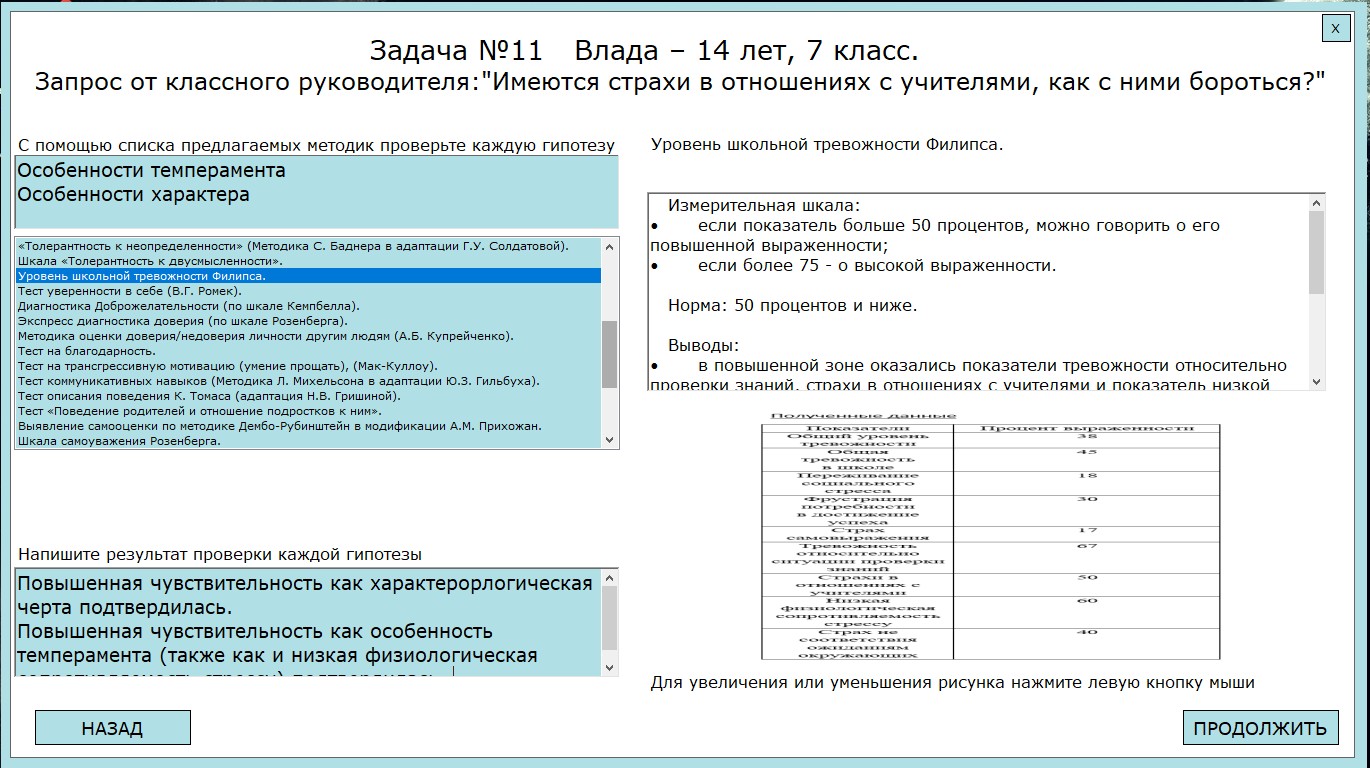 x
Задача №11 Влада – 14 лет, 7 класс.
Запрос от классного руководителя:"Имеются страхи в отношениях с учителями, как с ними бороться?"
С помощью списка предлагаемых методик проверьте каждую гипотезу
Особенности темперамента
Особенности характера
«Толерантность к неопределенности» (Методика С. Баднера в адаптации Г.У. Солдатовой).
Шкала «Толерантность к двусмысленности».
Уровень школьной тревожности Филипса.
Тест уверенности в себе (В.Г. Ромек).
Диагностика Доброжелательности (по шкале Кемпбелла).
Экспресс диагностика доверия (по шкале Розенберга).
Методика оценки доверия/недоверия личности другим людям (А.Б. Купрейченко).
Тест на благодарность.
Тест на трансгрессивную мотивацию (умение прощать), (Мак-Куллоу).
Тест коммуникативных навыков (Методика Л. Михельсона в адаптации Ю.З. Гильбуха).
Тест описания поведения К. Томаса (адаптация Н.В. Гришиной).
Тест «Поведение родителей и отношение подростков к ним».
Выявление самооценки по методике Дембо-Рубинштейн в модификации А.М. Прихожан.
Шкала самоуважения Розенберга.
Напишите результат проверки каждой гипотезы
Повышенная чувствительность как характерорлогическая
черта подтвердилась.
Повышенная чувствительность как особенность
темперамента (также как и низкая физиологическая
сопротивляемость стрессу) подтвердилась.
НАЗАД
Уровень школьной тревожности Филипса.
Измерительная шкала:
• если показатель больше 50 процентов, можно говорить о его
повышенной выраженности;
• если более 75 - о высокой выраженности.
Норма: 50 процентов и ниже.
Выводы:
• в повышенной зоне оказались показатели тревожности относительно
проверки знаний, страхи в отношениях с учителями и показатель низкой
Полученные данные
Показатели Процент выраженности
Общий уровень 38
тревожности
Общая 45
тревожность
в школе
Переживание 18
социального
стресса
Фрустрация 30
потребности
в достижение
успеха
Страх 17
самовыражения
Тревожность 67
относительно
ситуации проверки
знаний
Страхи в 50
отношениях с
учителями
Низкая 60
физиологическая
сопротивляемость
стрессу
Страх не 40
соответствия
ожиданиям
окружающих
Для увеличения или уменьшения рисунка нажмите левую кнопку мыши
ПРОДОЛЖИТЬ